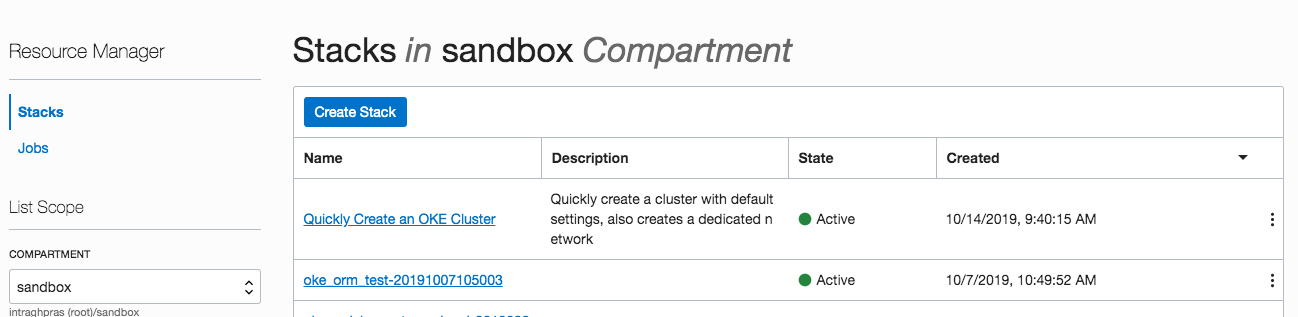 Resource Manager
Stacks
Jobs
List Scope
COMPARTMENT
sandbox
intraghpras (root)/sandbox
Stacks in sandbox Compartment
Create Stack
Name Description State Created
Quickly Create an OKE Cluster
Quickly create a cluster with default
settings, also creates a dedicated n
etwork
Active
10/14/2019, 9:40:15 AM
oke_orm_test-20191007105003
Active
10/7/2019, 10:49:52 AM